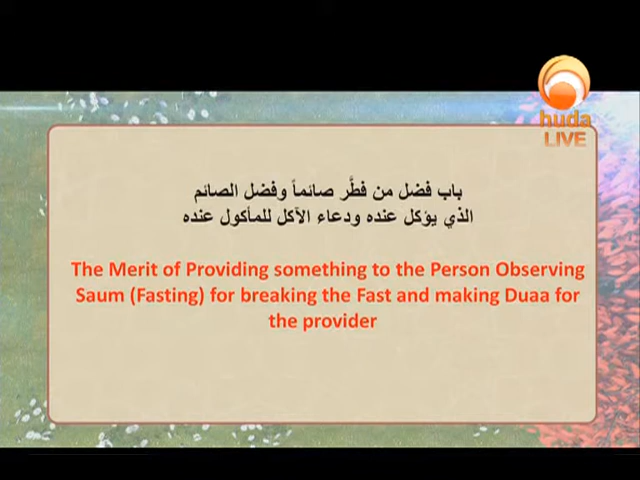 huda
LIVE
باب فضل من فطَّر صائماً وفضل الصائم
الذي يؤكل عنده ودعاء الآكل للمأكول عنده
The Merit of Providing something to the Person Observing
Saum (Fasting) for breaking the Fast and making Duaa for
the provider